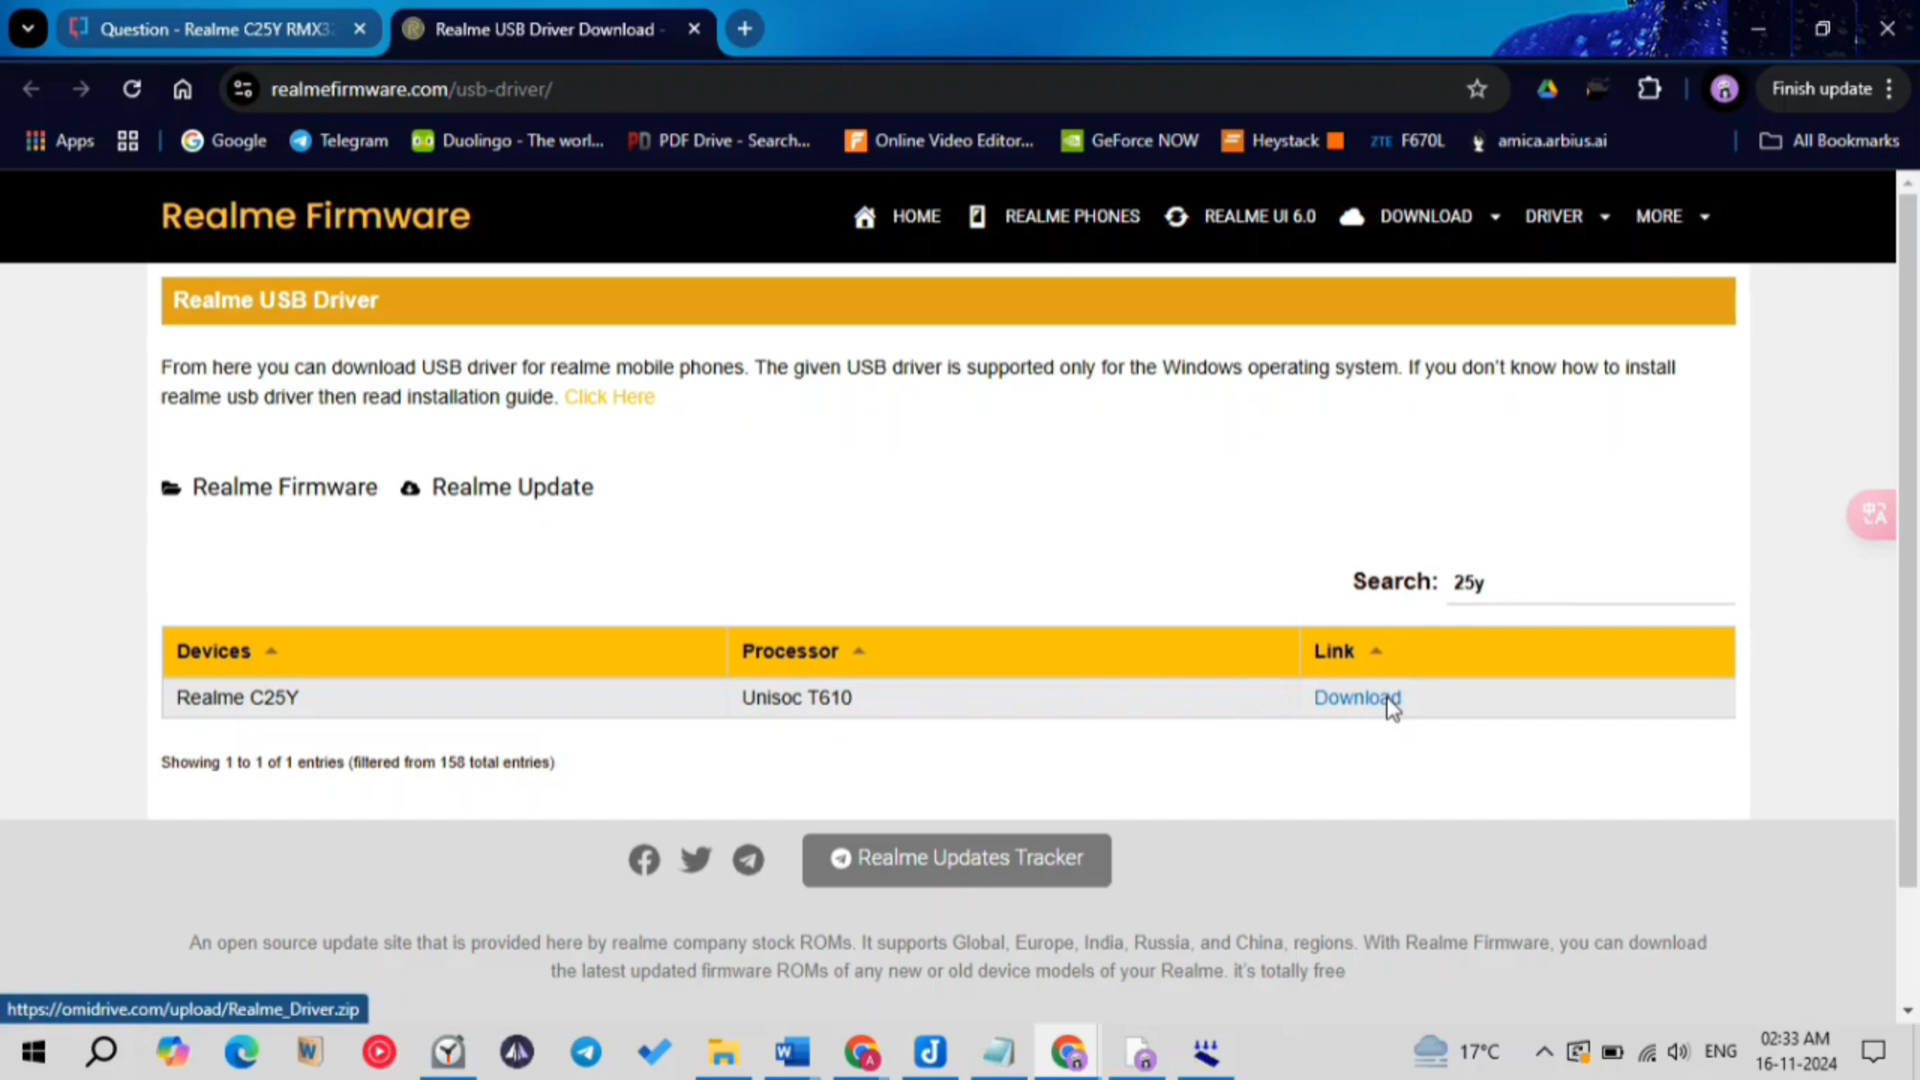 Question - Realme C25Y RMX3
Realme USB Driver Download -
realmefirmware.com/usb-driver/
Finish update
Apps
Google
Telegram
Duolingo - The worl...
PDF Drive - Search...
Online Video Editor...
GeForce NOW
Heystack
ZTE F670L
amica.arbius.ai
All Bookmarks
Realme Firmware
HOME
REALME PHONES
REALME UI 6.0
DOWNLOAD
DRIVER
MORE
Realme USB Driver
From here you can download USB driver for realme mobile phones. The given USB driver is supported only for the Windows operating system. If you don't know how to install
realme usb driver then read installation guide. Click Here
Realme Firmware
Realme Update
Search: 25y
Devices
Processor
Link
Realme C25Y
Unisoc T610
Download
Showing 1 to 1 of 1 entries (filtered from 158 total entries)
Realme Updates Tracker
An open source update site that is provided here by realme company stock ROMs. It supports Global, Europe, India, Russia, and China, regions. With Realme Firmware, you can download
the latest updated firmware ROMs of any new or old device models of your Realme. it's totally free
https://omidrive.com/upload/Realme_Driver.zip
17°C
ENG
02:33 AM
16-11-2024